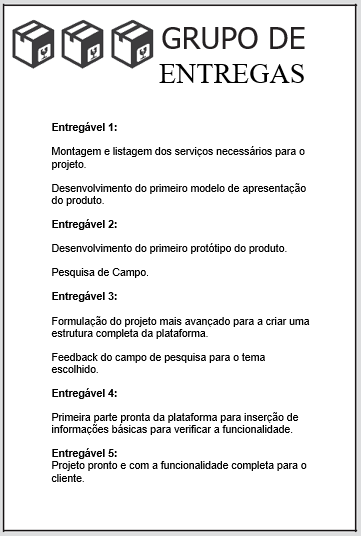 GRUPO DE
ENTREGAS
Entregável 1:
Montagem e listagem dos serviços necessários para o
projeto.
Desenvolvimento do primeiro modelo de apresentação
do produto.
Entregável 2:
Desenvolvimento do primeiro protótipo do produto.
Pesquisa de Campo.
Entregável 3:
Formulação do projeto mais avançado para a criar uma
estrutura completa da plataforma.
Feedback do campo de pesquisa para o tema
escolhido.
Entregável 4:
Primeira parte pronta da plataforma para inserção de
informações básicas para verificar a funcionalidade.
Entregável 5:
Projeto pronto e com a funcionalidade completa para o
cliente.